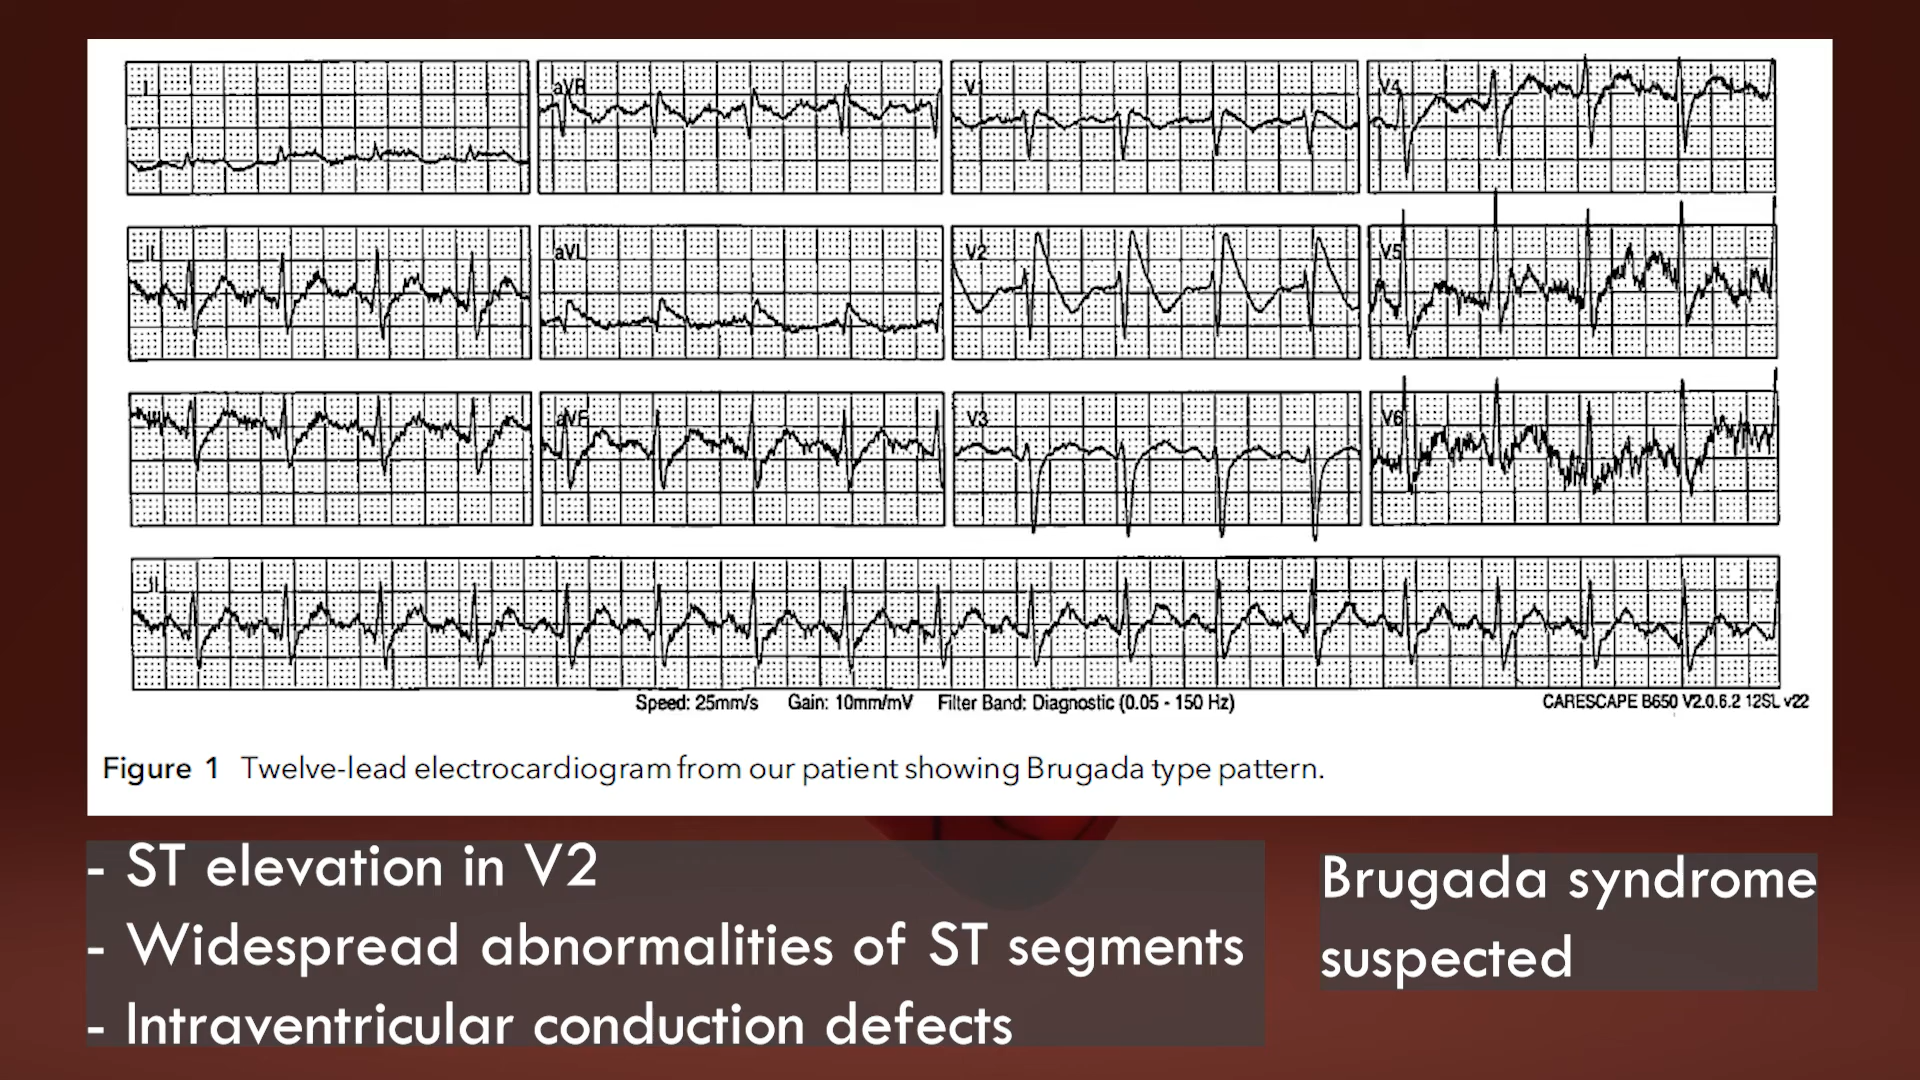 I
aVR
V1
V4
II
aVL
V2
V5
aVF
V3
V6
II
Speed: 25mm/s Gain: 10mm/mV Filter Band: Diagnostic (0.05 - 150 Hz)
CARESCAPE B650 V2.0.6.2 12SL v22
Figure 1 Twelve-lead electrocardiogram from our patient showing Brugada type pattern.
- ST elevation in V2
- Widespread abnormalities of ST segments
- Intraventricular conduction defects
Brugada syndrome
suspected